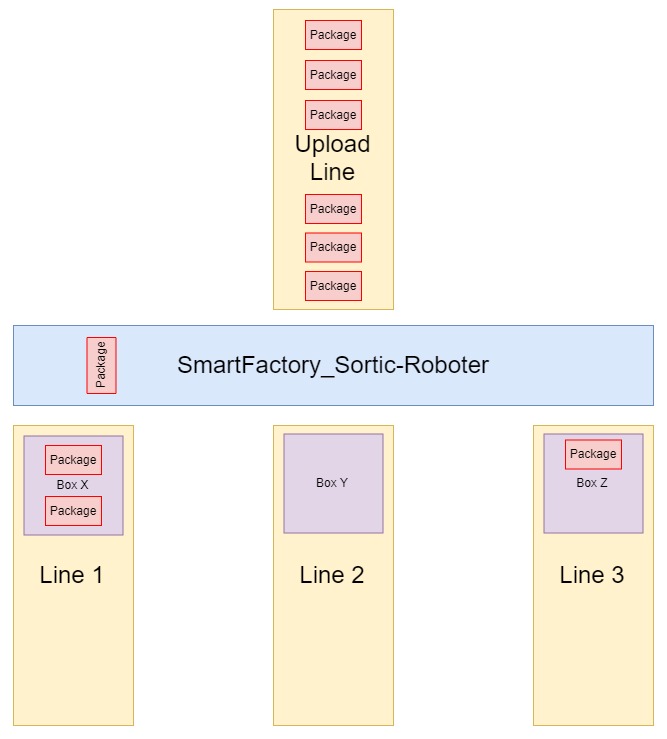 Package
Package
Package
Upload
Line
Package
Package
Package
Package
SmartFactory_Sortic-Roboter
Package
Box X
Package
Line 1
Box Y
Line 2
Package
Box Z
Line 3